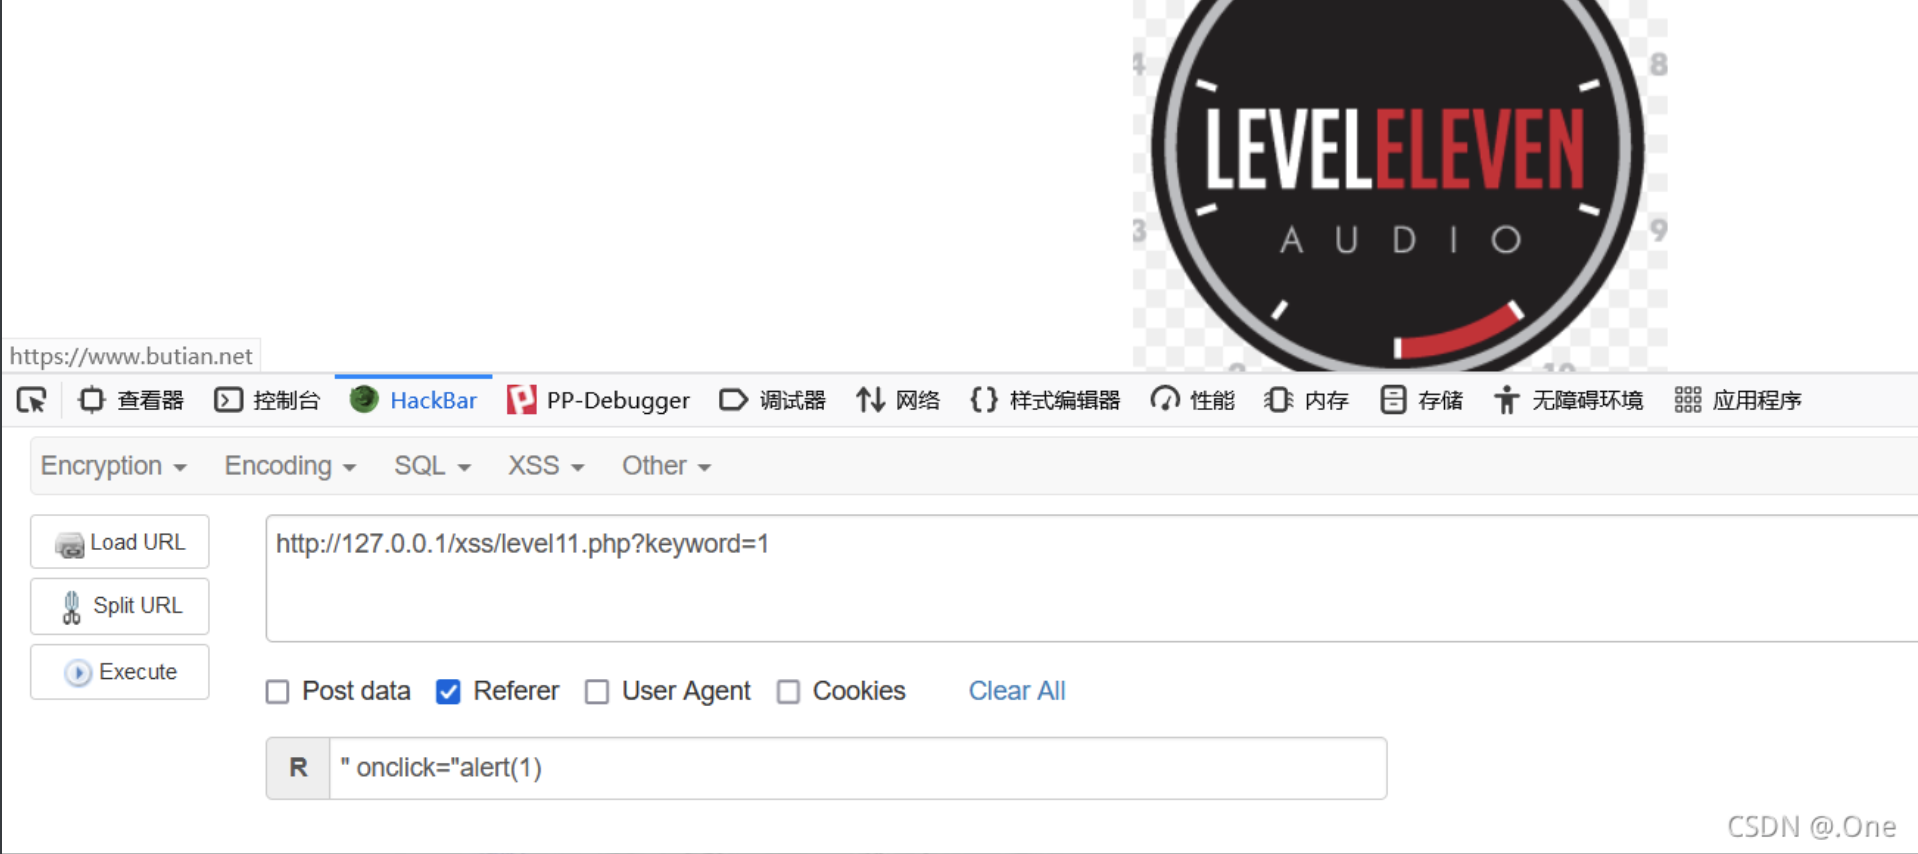 4
8
LEVELELEVEN
AUDIO
3
9
10
https://www.butian.net
查看器 控制台 HackBar PP-Debugger 调试器 网络 样式编辑器 性能 内存 存储 无障碍环境 应用程序
Encryption Encoding SQL XSS Other
Load URL
http://127.0.0.1/xss/level11.php?keyword=1
Split URL
Execute
Post data Referer User Agent Cookies Clear All
R " onclick="alert(1)
CSDN @.One